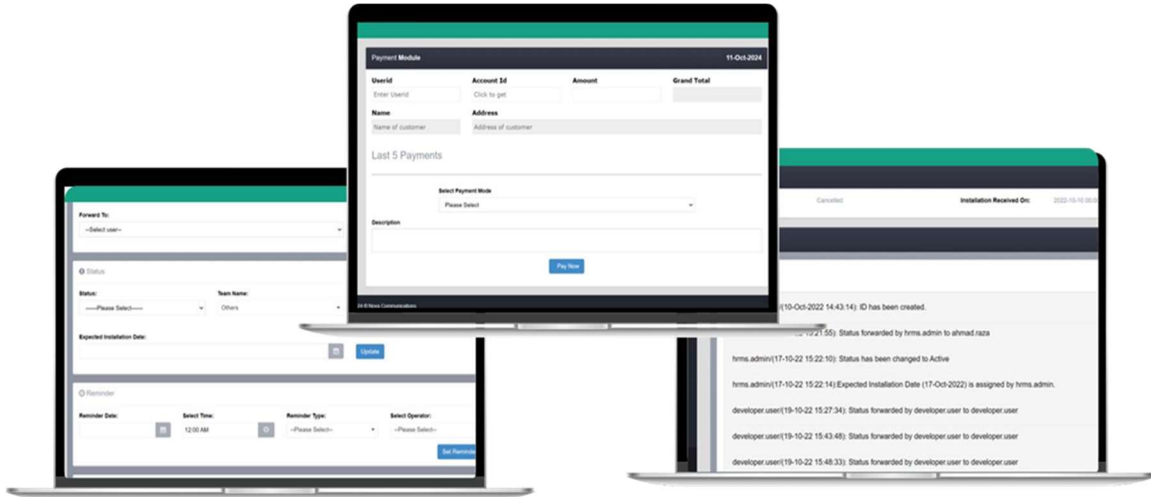 Payment Module 11-Oct-2024
Userid Account Id Amount Grand Total
Enter Userid Click to get
Name Address
Name of customer Address of customer
Last 5 Payments
Select Payment Mode
Please Select
Description
Pay Now
Nova Communications
Forward To:
--Select user--
Status
Status: Team Name:
-----Please Select----- Others
Expected Installation Date:
Update
Reminder
Reminder Date: Select Time: Reminder Type: Select Operator:
12:00 AM --Please Select-- --Please Select--
Set Reminder
Cancelled Installation Received On: 2022-15-10 00:00
/(10-Oct-2022 14:43:14): ID has been created.
15:21:55): Status forwarded by hrms.admin to ahmad.raza
hrms.admin/(17-10-22 15:22:10): Status has been changed to Active
hrms.admin/(17-10-22 15:22:14):Expected Installation Date (17-Oct-2022) is assigned by hrms.admin.
developer.user/(19-10-22 15:27:34): Status forwarded by developer.user to developer.user
developer.user/(19-10-22 15:43:48): Status forwarded by developer.user to developer.user
developer.user/(19-10-22 15:48:33): Status forwarded by developer.user to developer.user